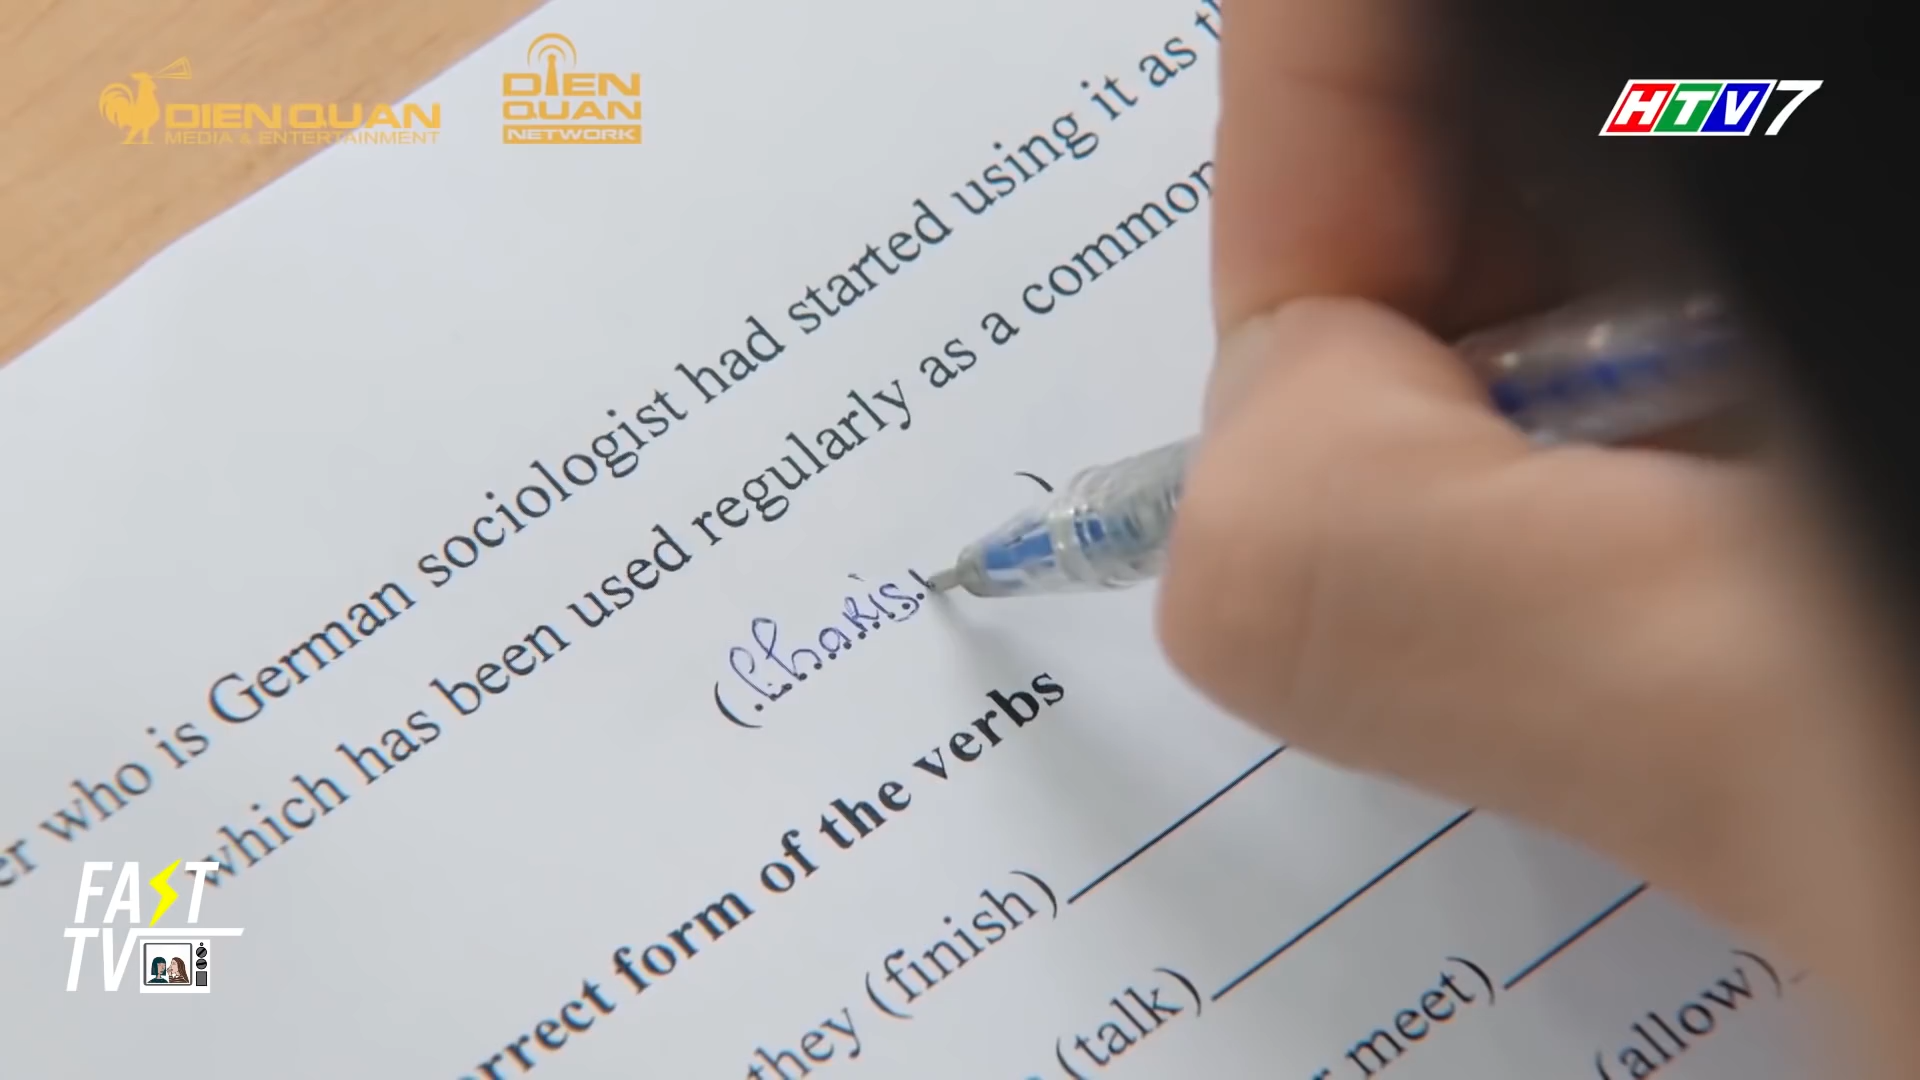 DIEN QUAN
MEDIA & ENTERTAINMENT
DIEN
QUAN
NETWORK
HTV7
who is German sociologist had started using it as
which has been used regularly as a common
(.Charis.
)
form of the verbs
they (finish)
(talk)
meet)
(allow)
FAST
TV